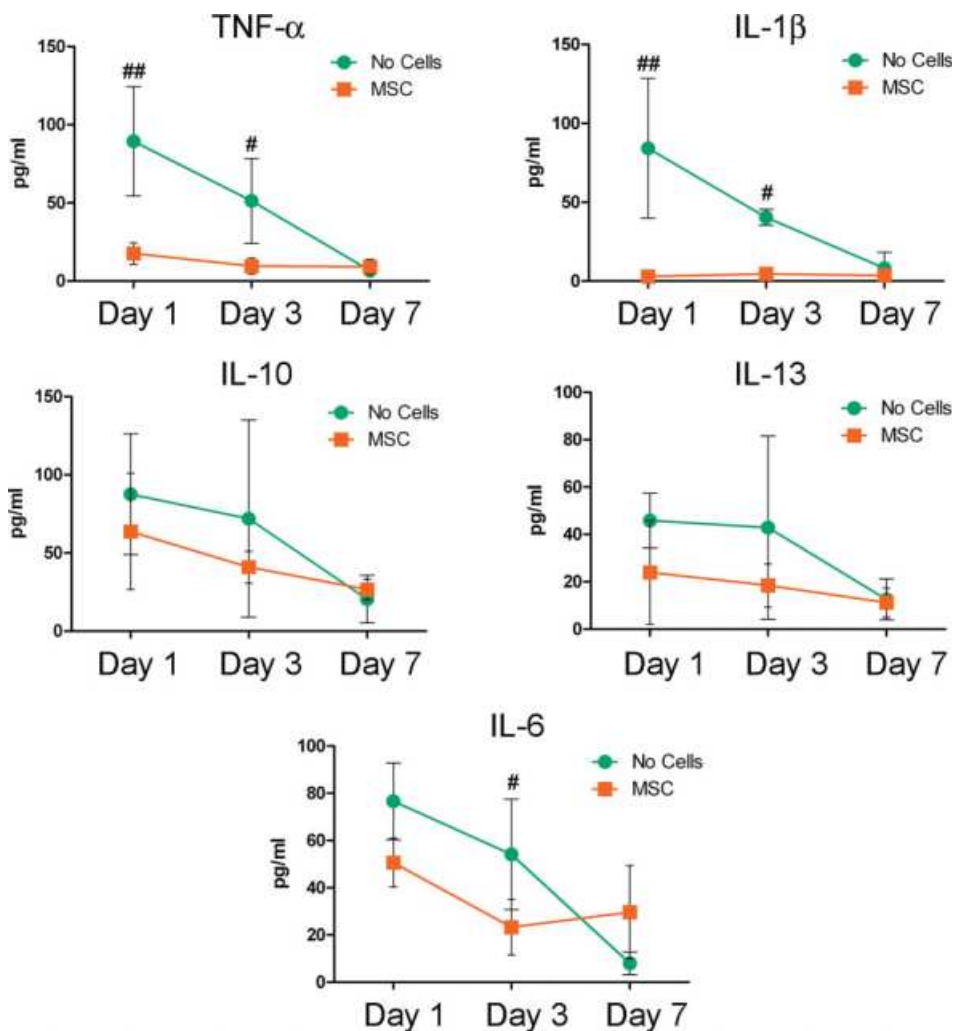 TNF-α
150
100
50
0
pg/ml
##
#
No Cells
MSC
Day 1 Day 3 Day 7
IL-1β
150
100
50
0
pg/ml
##
#
No Cells
MSC
Day 1 Day 3 Day 7
IL-10
150
100
50
0
pg/ml
No Cells
MSC
Day 1 Day 3 Day 7
IL-13
100
80
60
40
20
0
pg/ml
No Cells
MSC
Day 1 Day 3 Day 7
IL-6
100
80
60
40
20
0
pg/ml
#
No Cells
MSC
Day 1 Day 3 Day 7